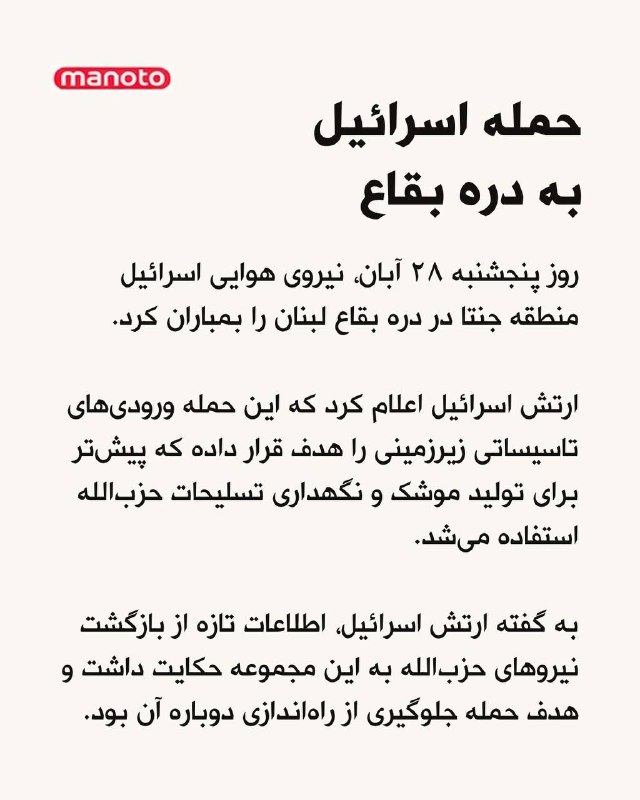 manoto
حمله اسرائیل
به دره بقاع
روز پنجشنبه ۲۸ آبان، نیروی هوایی اسرائیل
منطقه جنتا در دره بقاع لبنان را بمباران کرد.
ارتش اسرائیل اعلام کرد که این حمله ورودی‌های
تاسیساتی زیرزمینی را هدف قرار داده که پیش‌تر
برای تولید موشک و نگهداری تسلیحات حزب‌الله
استفاده می‌شد.
به گفته ارتش اسرائیل، اطلاعات تازه از بازگشت
نیروهای حزب‌الله به این مجموعه حکایت داشت و
هدف حمله جلوگیری از راه‌اندازی دوباره آن بود.